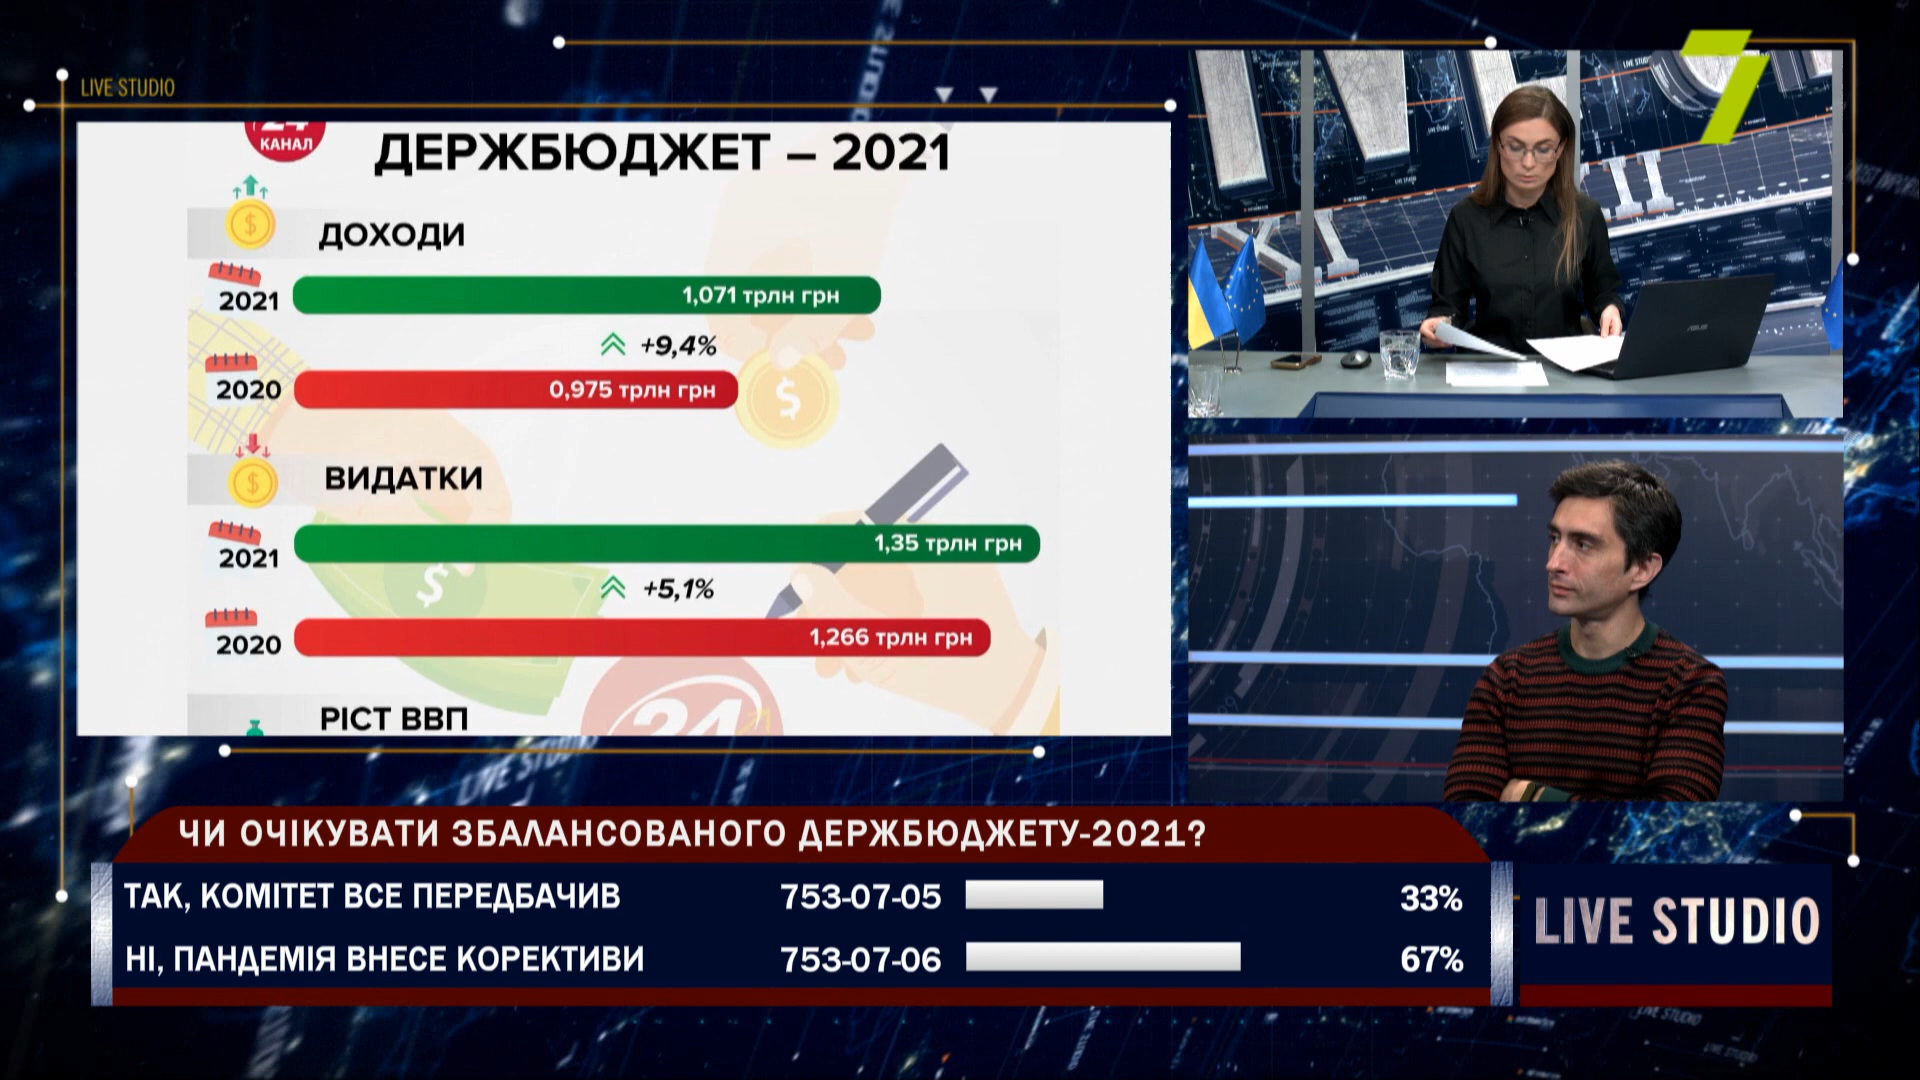 LIVE STUDIO
КАНАЛ
ДЕРЖБЮДЖЕТ – 2021
ДОХОДИ
2021
1,071 трлн грн
+9,4%
2020
0,975 трлн грн
ВИДАТКИ
2021
1,35 трлн грн
+5,1%
2020
1,266 трлн грн
РІСТ ВВП
24
7
ASUS
ЧИ ОЧІКУВАТИ ЗБАЛАНСОВАНОГО ДЕРЖБЮДЖЕТУ-2021?
ТАК, КОМІТЕТ ВСЕ ПЕРЕДБАЧИВ 753-07-05 33%
НІ, ПАНДЕМІЯ ВНЕСЕ КОРЕКТИВИ 753-07-06 67%
LIVE STUDIO